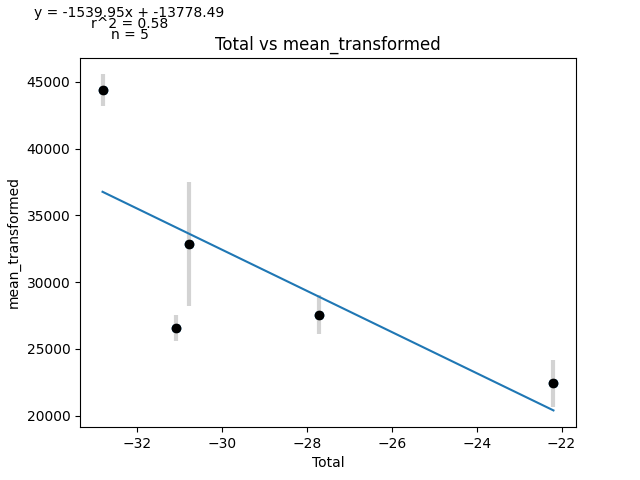 y = -1539.95x + -13778.49
r^2 = 0.58
n = 5
Total vs mean_transformed
45000
40000
35000
30000
25000
20000
mean_transformed
−32
−30
−28
−26
−24
−22
Total